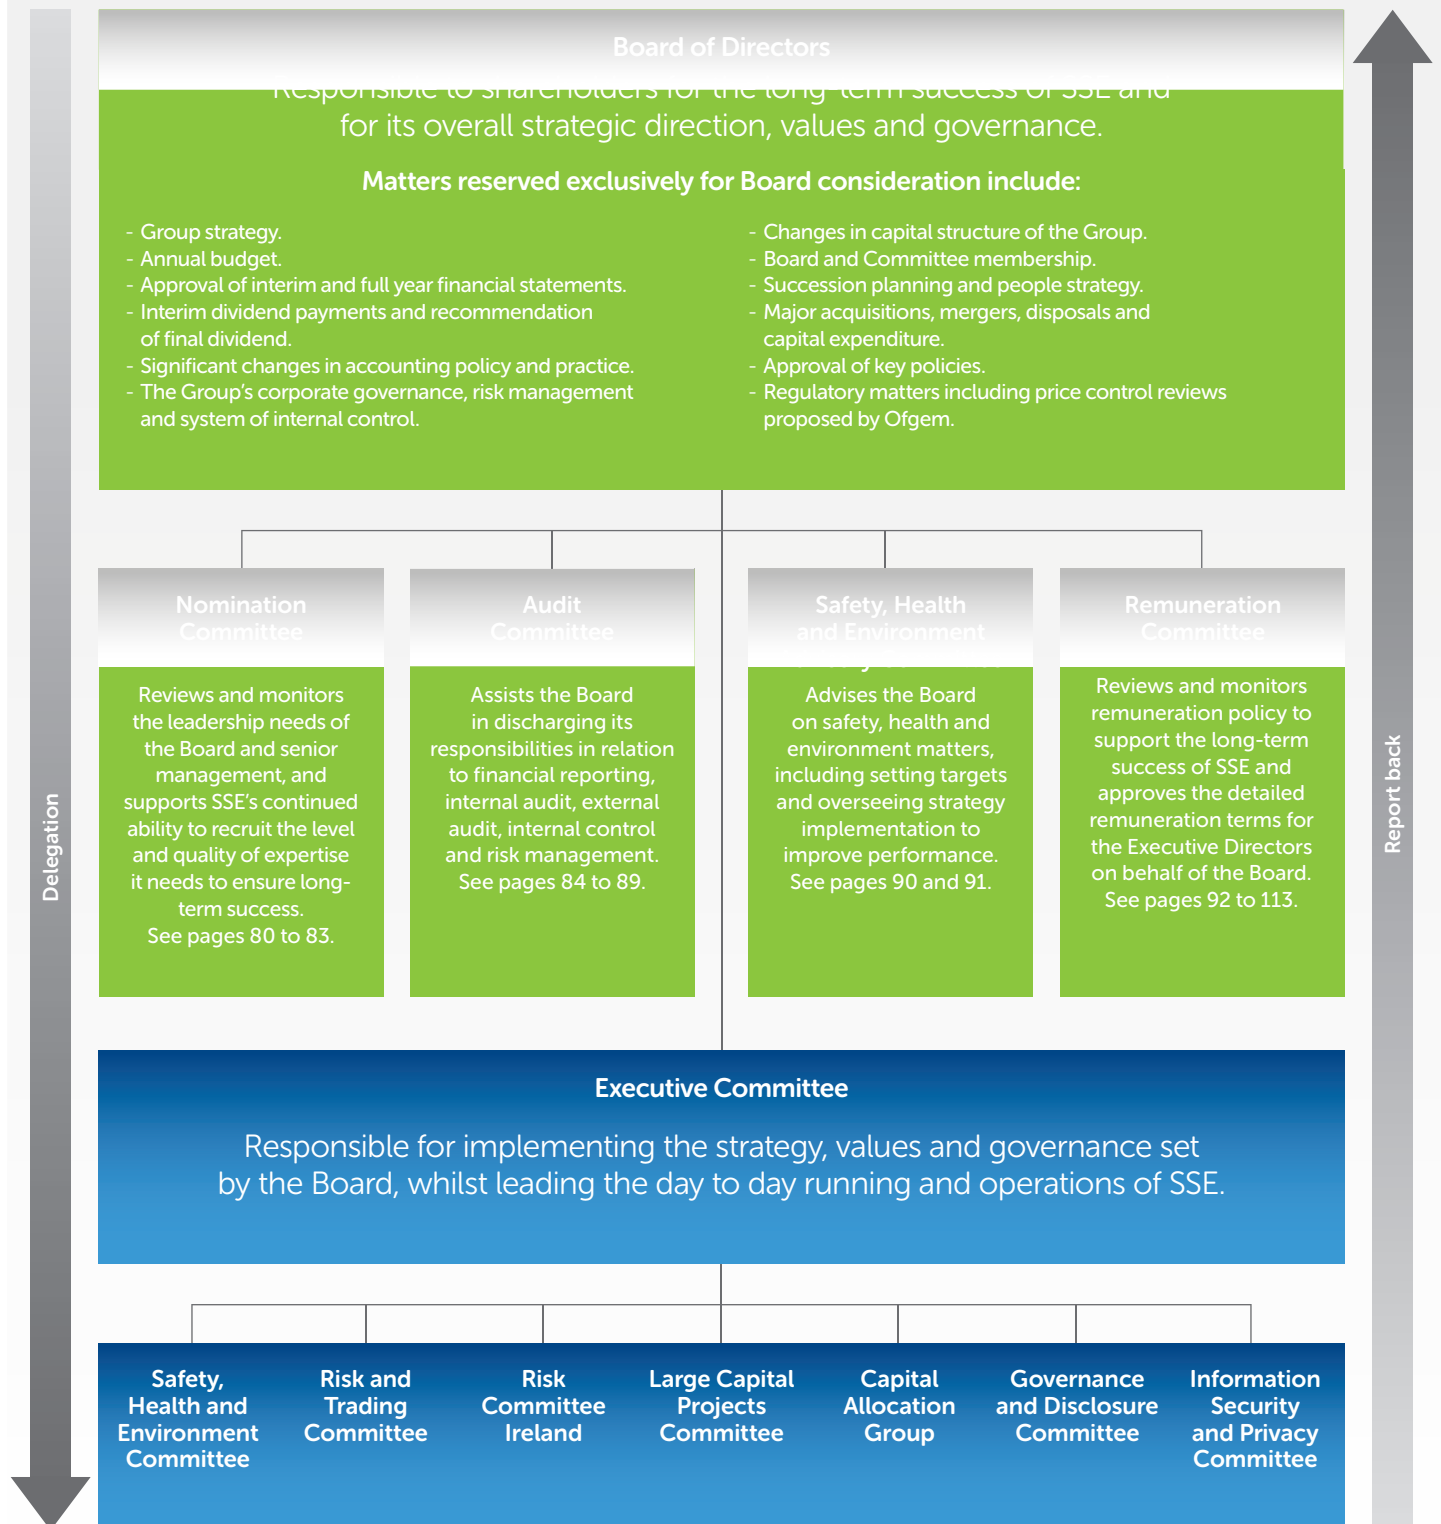 Board of Directors
Responsible to shareholders for the long-term success of SSE and
for its overall strategic direction, values and governance.
Matters reserved exclusively for Board consideration include:
- Group strategy.
- Annual budget.
- Approval of interim and full year financial statements.
- Interim dividend payments and recommendation
of final dividend.
- Significant changes in accounting policy and practice.
- The Group's corporate governance, risk management
and system of internal control.
- Changes in capital structure of the Group.
- Board and Committee membership.
- Succession planning and people strategy.
- Major acquisitions, mergers, disposals and
capital expenditure.
- Approval of key policies.
- Regulatory matters including price control reviews
proposed by Ofgem.
Nomination
Committee
Reviews and monitors
the leadership needs of
the Board and senior
management, and
supports SSE's continued
ability to recruit the level
and quality of expertise
it needs to ensure long-
term success.
See pages 80 to 83.
Audit
Committee
Assists the Board
in discharging its
responsibilities in relation
to financial reporting,
internal audit, external
audit, internal control
and risk management.
See pages 84 to 89.
Safety, Health
and Environment
Advises the Board
on safety, health and
environment matters,
including setting targets
and overseeing strategy
implementation to
improve performance.
See pages 90 and 91.
Remuneration
Committee
Reviews and monitors
remuneration policy to
support the long-term
success of SSE and
approves the detailed
remuneration terms for
the Executive Directors
on behalf of the Board.
See pages 92 to 113.
Delegation
Report back
Executive Committee
Responsible for implementing the strategy, values and governance set
by the Board, whilst leading the day to day running and operations of SSE.
Safety,
Health and
Environment
Committee
Risk and
Trading
Committee
Risk
Committee
Ireland
Large Capital
Projects
Committee
Capital
Allocation
Group
Governance
and Disclosure
Committee
Information
Security
and Privacy
Committee